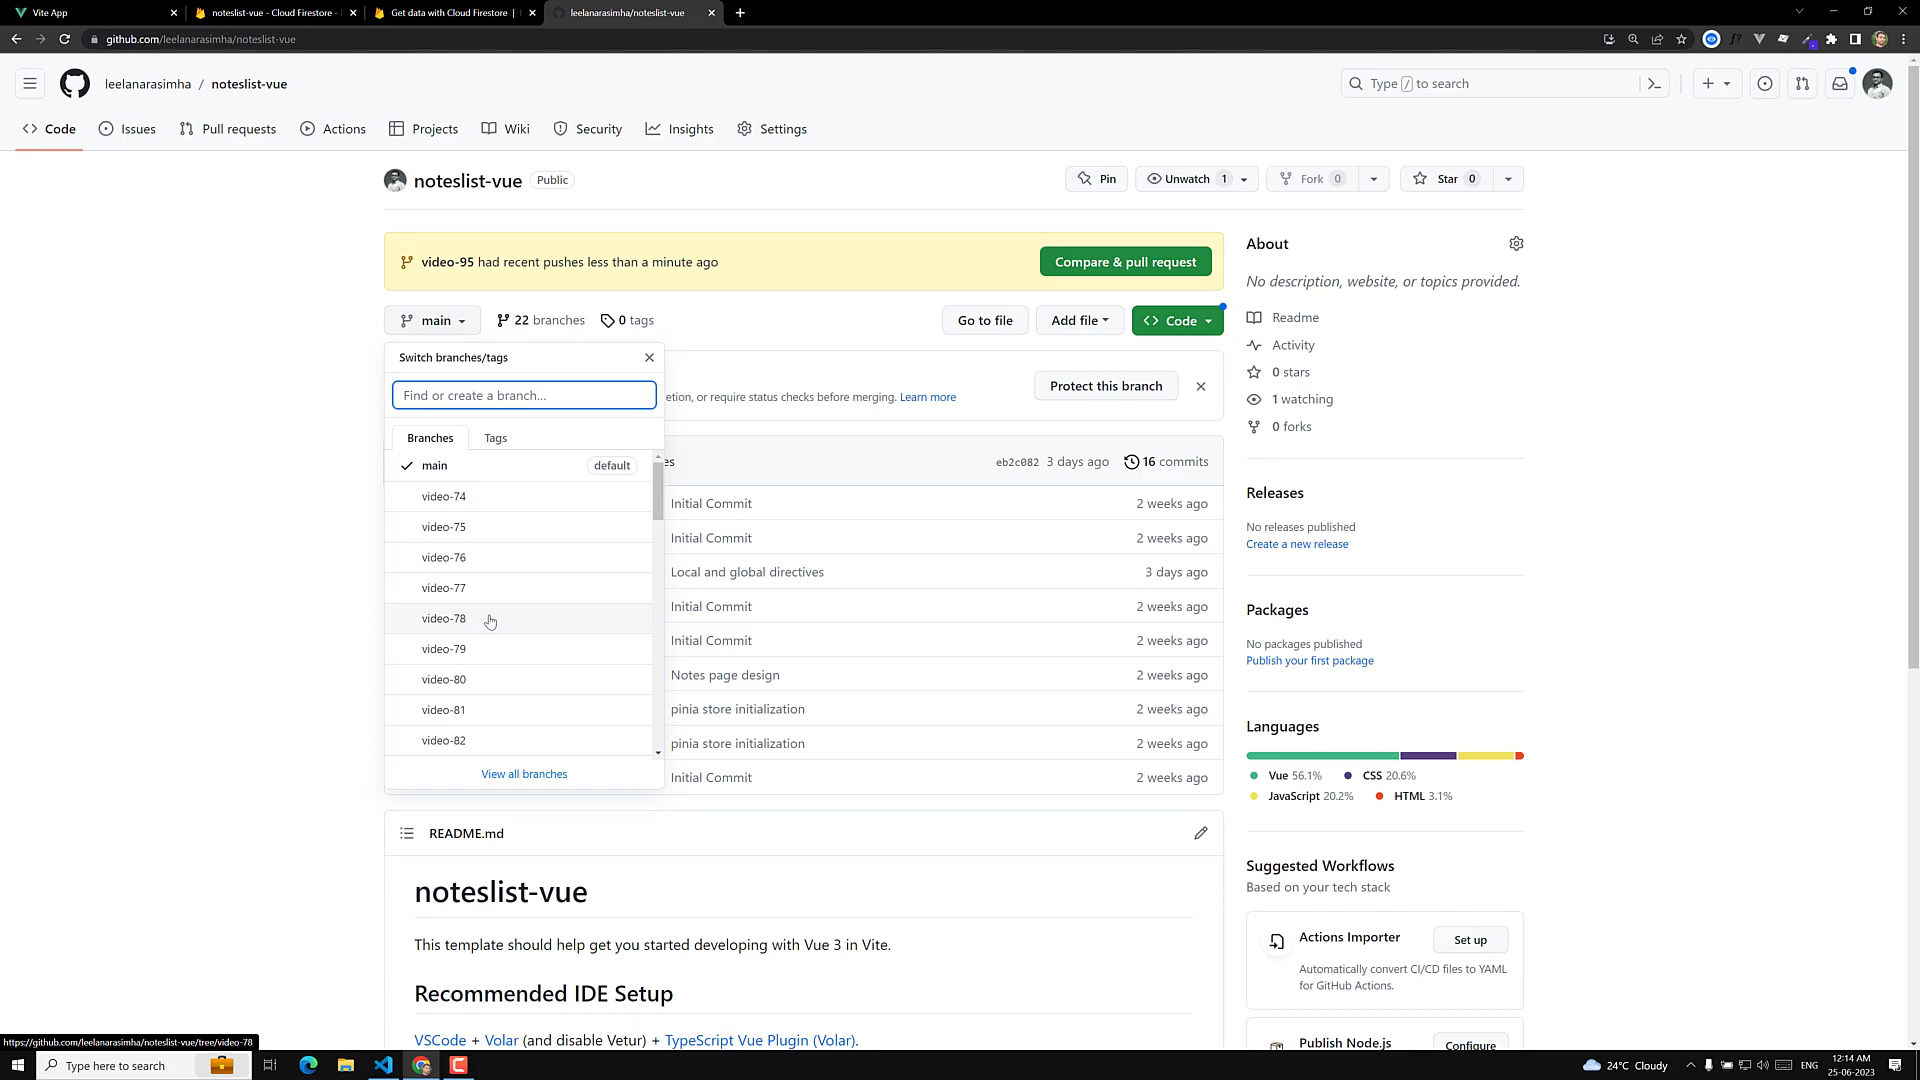 Vite App
noteslist-vue - Cloud Firestore -
Get data with Cloud Firestore |
leelanarasimha/noteslist-vue
github.com/leelanarasimha/noteslist-vue
leelanarasimha / noteslist-vue
Type / to search
Code
Issues
Pull requests
Actions
Projects
Wiki
Security
Insights
Settings
noteslist-vue
Public
Pin
Unwatch 1
Fork 0
Star 0
video-95 had recent pushes less than a minute ago
Compare & pull request
main
22 branches
0 tags
Go to file
Add file
Code
Switch branches/tags
Find or create a branch...
Branches
Tags
main
default
video-74
video-75
video-76
video-77
video-78
video-79
video-80
video-81
video-82
View all branches
etion, or require status checks before merging. Learn more
Protect this branch
es
eb2c082 3 days ago
16 commits
Initial Commit
2 weeks ago
Initial Commit
2 weeks ago
Local and global directives
3 days ago
Initial Commit
2 weeks ago
Initial Commit
2 weeks ago
Notes page design
2 weeks ago
pinia store initialization
2 weeks ago
pinia store initialization
2 weeks ago
Initial Commit
2 weeks ago
README.md
noteslist-vue
This template should help get you started developing with Vue 3 in Vite.
Recommended IDE Setup
VSCode + Volar (and disable Vetur) + TypeScript Vue Plugin (Volar).
About
No description, website, or topics provided.
Readme
Activity
0 stars
1 watching
0 forks
Releases
No releases published
Create a new release
Packages
No packages published
Publish your first package
Languages
Vue 56.1%
CSS 20.6%
JavaScript 20.2%
HTML 3.1%
Suggested Workflows
Based on your tech stack
Actions Importer
Set up
Automatically convert CI/CD files to YAML
for GitHub Actions.
Publish Node.js
Configure
https://github.com/leelanarasimha/noteslist-vue/tree/video-78
Type here to search
24°C Cloudy
ENG
12:14 AM
25-06-2023